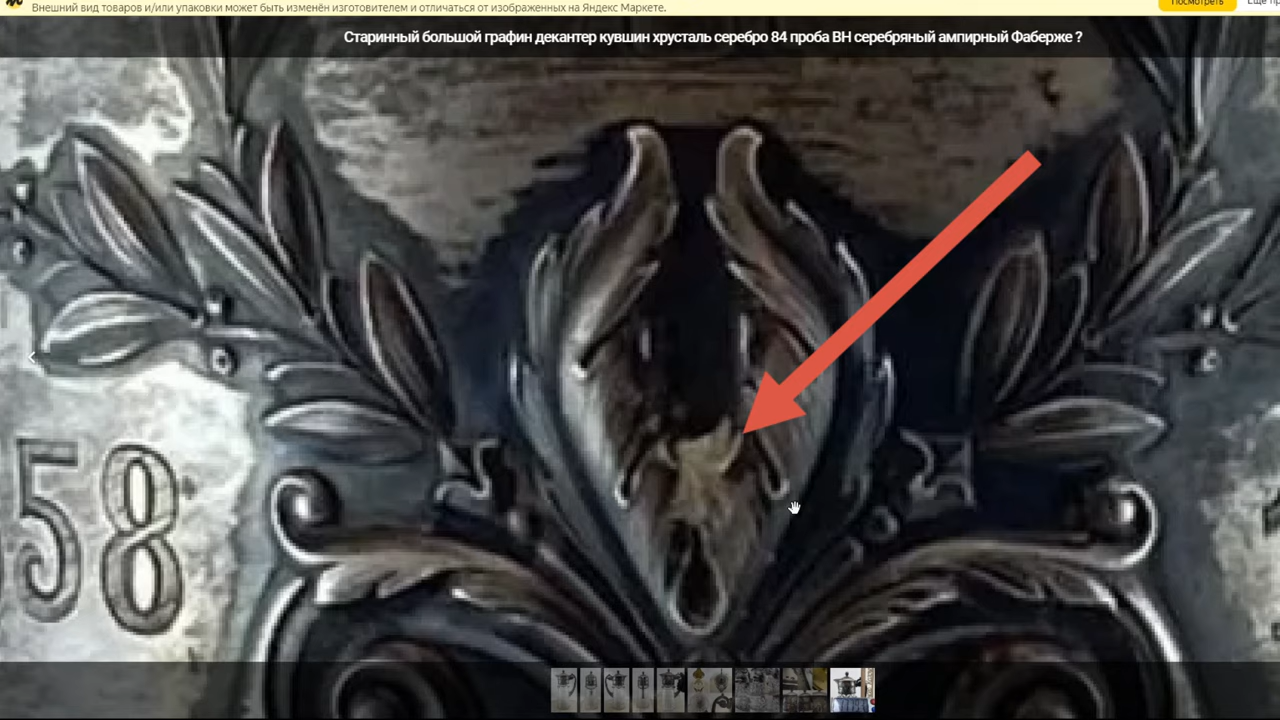 Внешний вид товаров и/или упаковки может быть изменён изготовителем и отличаться от изображенных на Яндекс Маркете.
Посмотреть
Старинный большой графин декантер кувшин хрусталь серебро 84 проба ВН серебряный ампирный Фаберже ?
58